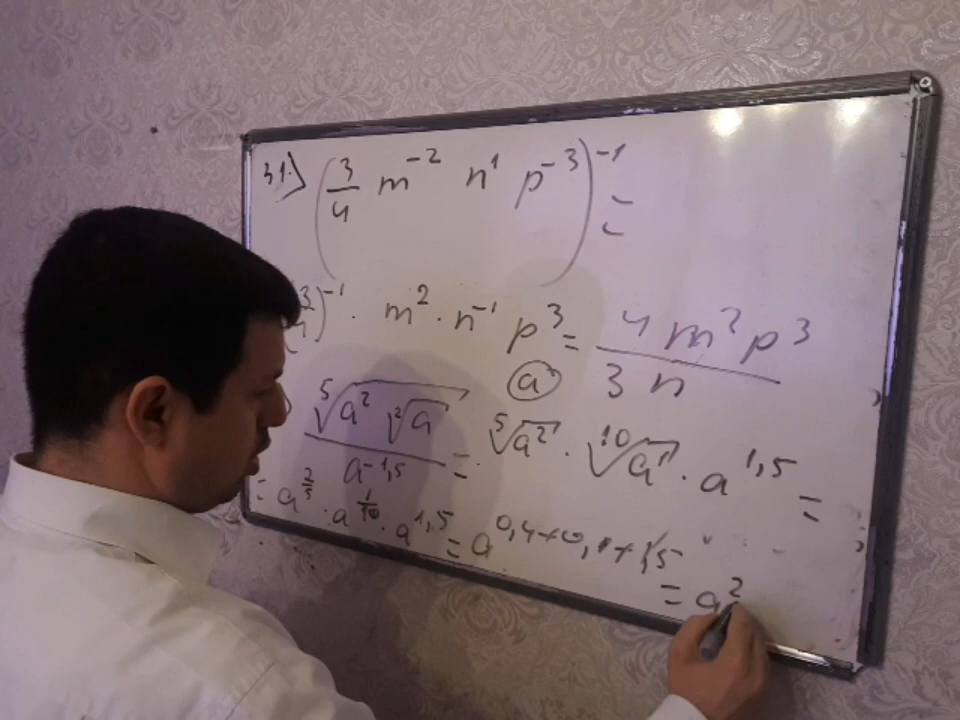 31.) (3/4 m^-2 n^1 p^-3)^-1 =
(3/4)^-1 · m^2 · n^-1 p^3 = 4m^2p^3/3n
a
⁵√(a^2 ²√a)/a^-1,5 = ⁵√a^2 · ¹⁰√a^1 · a^1,5 =
= a^2/5 · a^1/10 · a^1,5 = a^0,4+0,1+1,5
= a^2